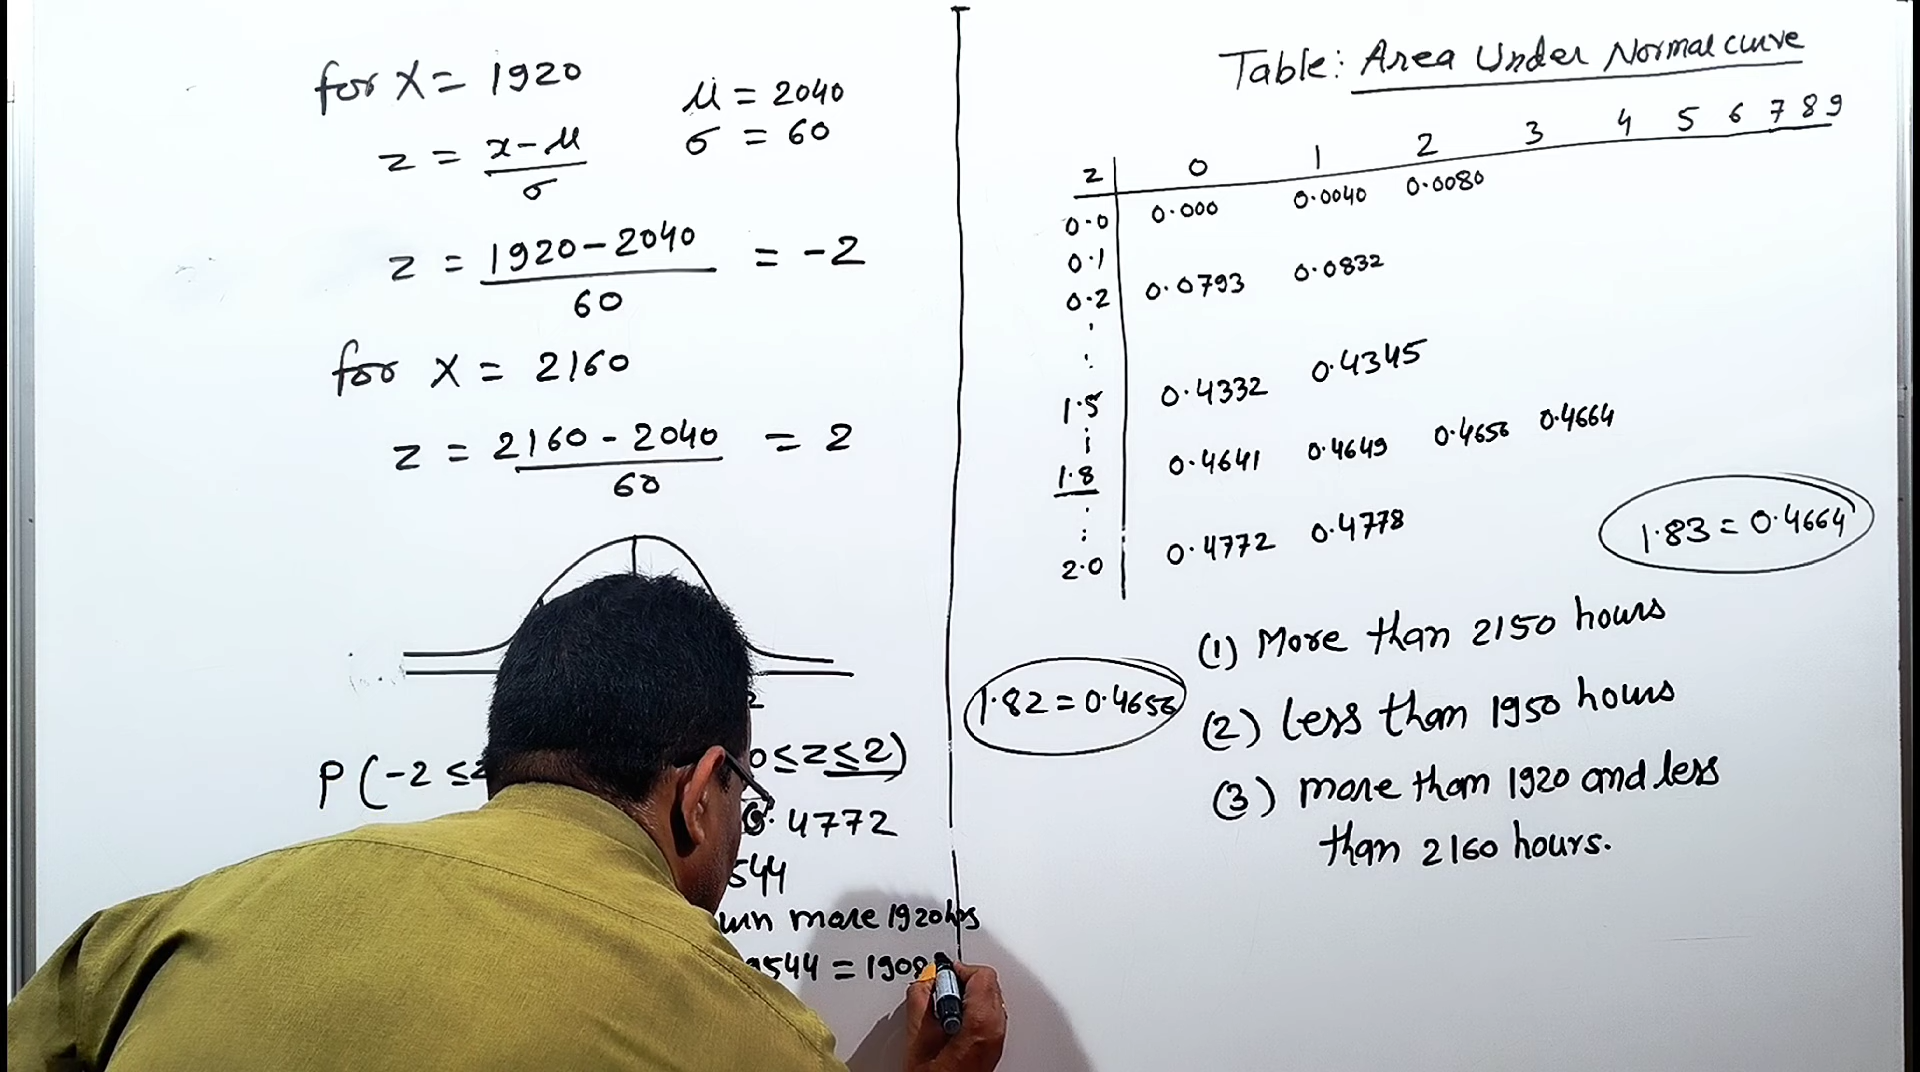 for X = 1920
μ = 2040
σ = 60
z = x-μ / σ
z = 1920-2040 / 60 = -2
for X = 2160
z = 2160 - 2040 / 60 = 2
2
P(-2 ≤ z 0 ≤ z ≤ 2)
0.4772
544
more 1920 hrs
9544 = 1908
Table: Area Under Normal curve
z 0 1 2 3 4 5 6 7 8 9
0.0 0.000 0.0040 0.0080
0.1
0.2 0.0793 0.0832
:
1.5 0.4332 0.4345
:
1.8 0.4641 0.4649 0.4656 0.4664
:
2.0 0.4772 0.4778
1.83 = 0.4664
1.82 = 0.4656
(1) More than 2150 hours
(2) Less than 1950 hours
(3) more than 1920 and less
than 2160 hours.